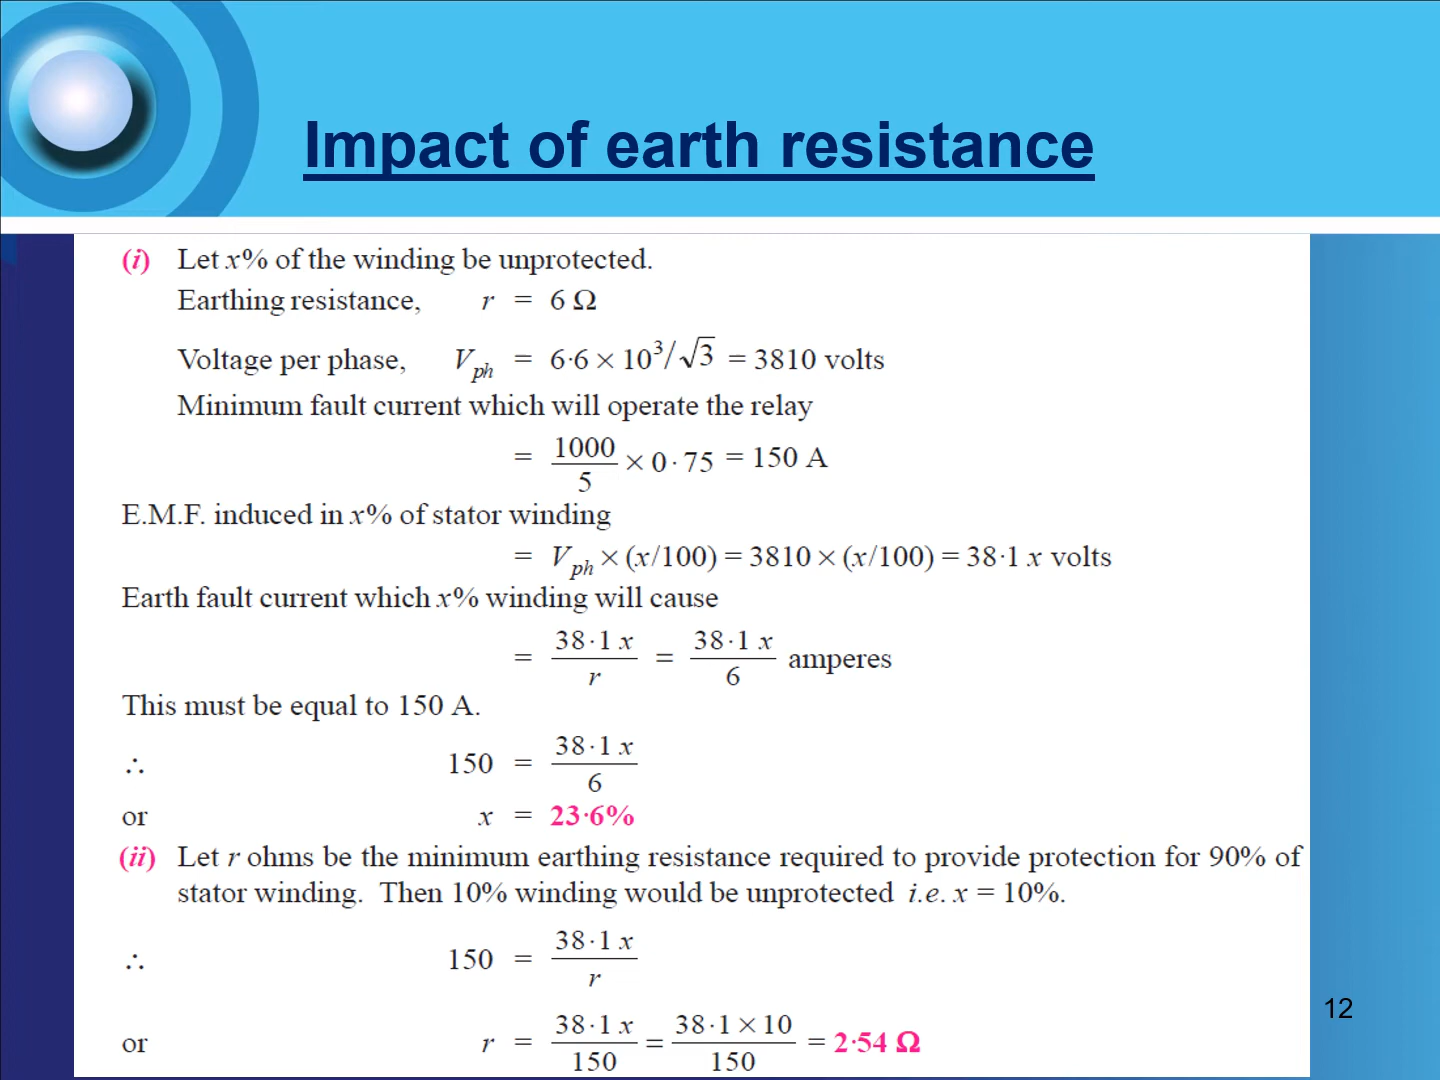 Impact of earth resistance
(i) Let x% of the winding be unprotected.
Earthing resistance, r = 6 Ω
Voltage per phase, V_ph = 6·6 × 10³/√3 = 3810 volts
Minimum fault current which will operate the relay
= 1000/5 × 0·75 = 150 A
E.M.F. induced in x% of stator winding
= V_ph × (x/100) = 3810 × (x/100) = 38·1 x volts
Earth fault current which x% winding will cause
= 38·1 x/r = 38·1 x/6 amperes
This must be equal to 150 A.
∴ 150 = 38·1 x/6
or x = 23·6%
(ii) Let r ohms be the minimum earthing resistance required to provide protection for 90% of
stator winding. Then 10% winding would be unprotected i.e. x = 10%.
∴ 150 = 38·1 x/r
or r = 38·1 x/150 = 38·1 × 10/150 = 2·54 Ω
12